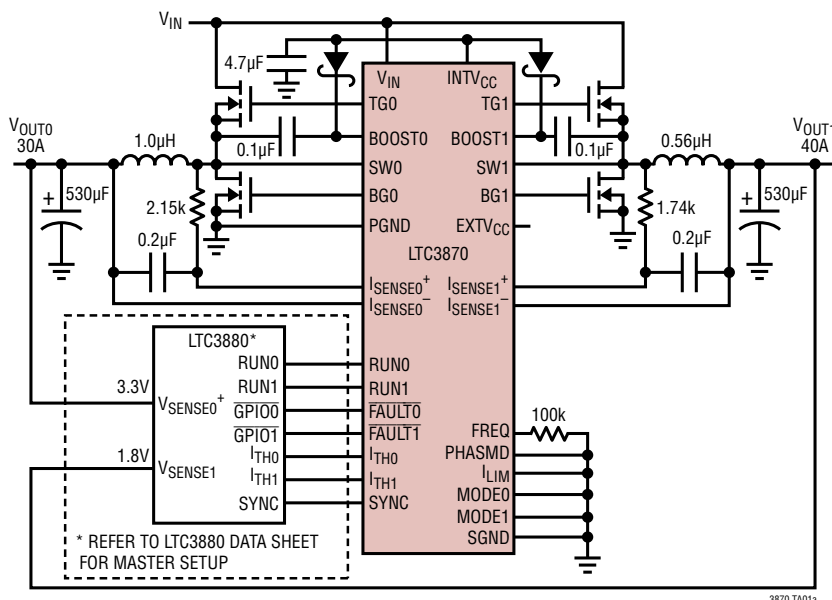 VIN
4.7µF
VIN
INTVCC
TG0
TG1
VOUT0
30A
1.0µH
0.1µF
BOOST0
BOOST1
0.1µF
0.56µH
VOUT1
40A
SW0
SW1
+
530µF
2.15k
BG0
BG1
1.74k
+
530µF
PGND
EXTVCC
LTC3870
0.2µF
0.2µF
ISENSE0+
ISENSE1+
ISENSE0–
ISENSE1–
LTC3880*
3.3V
VSENSE0+
1.8V
VSENSE1
RUN0
RUN1
GPIO0
GPIO1
ITH0
ITH1
SYNC
RUN0
RUN1
FAULT0
FAULT1
ITH0
ITH1
SYNC
100k
FREQ
PHASMD
ILIM
MODE0
MODE1
SGND
* REFER TO LTC3880 DATA SHEET
FOR MASTER SETUP
3870 TA01a